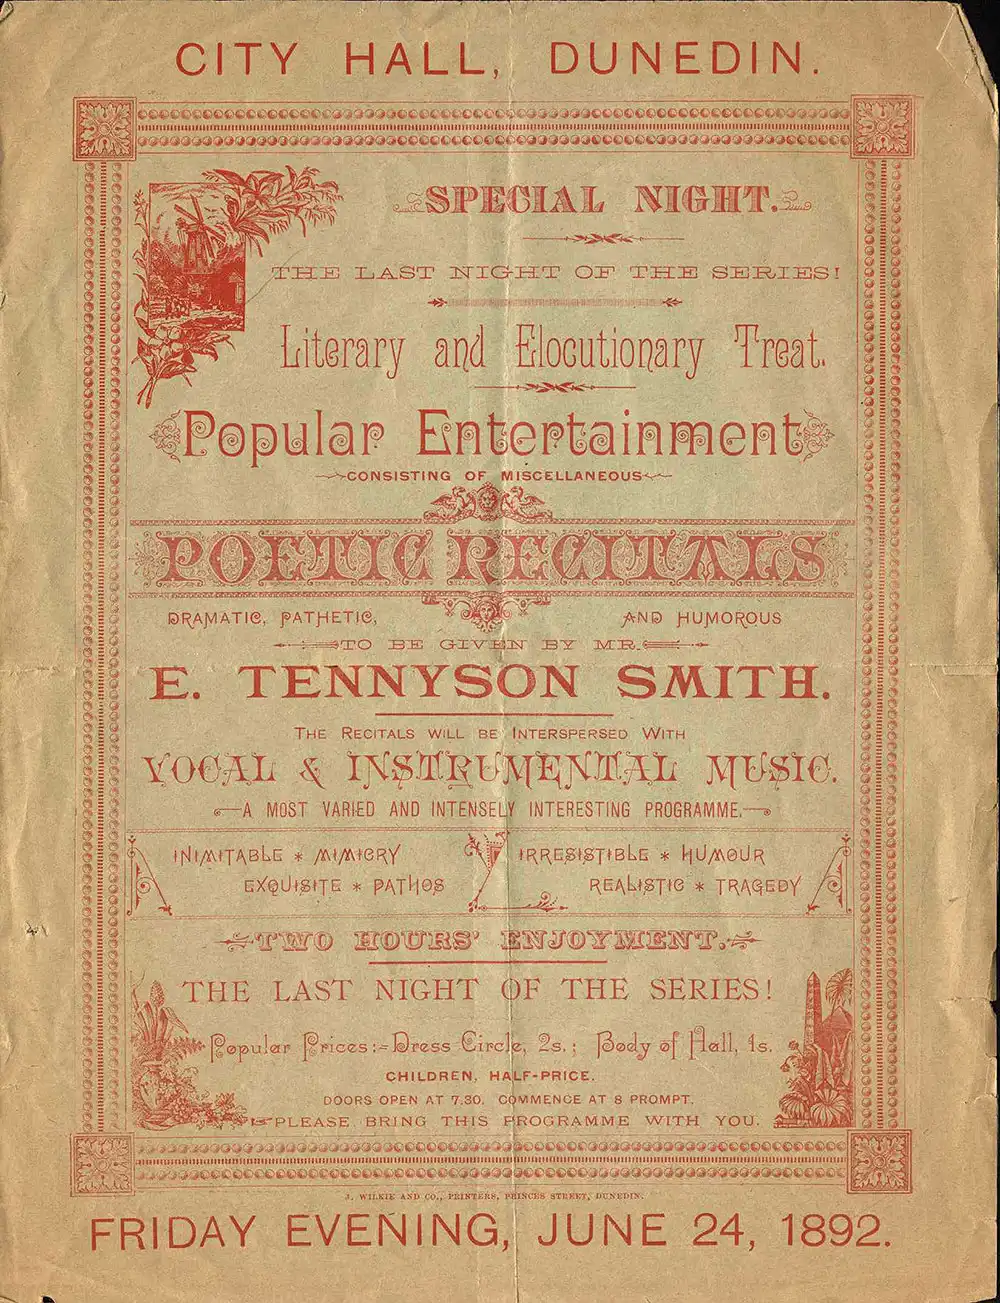 CITY HALL, DUNEDIN.
SPECIAL NIGHT.
THE LAST NIGHT OF THE SERIES!
Literary and Elocutionary Treat.
Popular Entertainment
CONSISTING OF MISCELLANEOUS
POETIC RECITALS
DRAMATIC, PATHETIC, AND HUMOROUS
TO BE GIVEN BY MR.
E. TENNYSON SMITH.
THE RECITALS WILL BE INTERSPERSED WITH
VOCAL & INSTRUMENTAL MUSIC.
A MOST VARIED AND INTENSELY INTERESTING PROGRAMME.
INIMITABLE * MIMICRY IRRESISTIBLE * HUMOUR
EXQUISITE * PATHOS REALISTIC * TRAGEDY
TWO HOURS' ENJOYMENT.
THE LAST NIGHT OF THE SERIES!
Popular Prices:-Dress Circle, 2s.; Body of Hall, 1s.
CHILDREN, HALF-PRICE.
DOORS OPEN AT 7.30. COMMENCE AT 8 PROMPT.
PLEASE BRING THIS PROGRAMME WITH YOU.
J. WILKIE AND CO., PRINTERS, PRINCES STREET, DUNEDIN.
FRIDAY EVENING, JUNE 24, 1892.